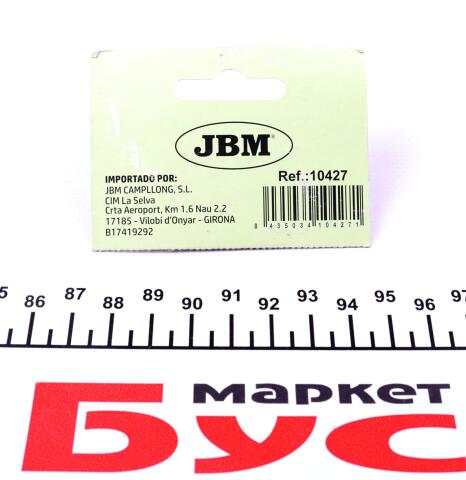 JBM
IMPORTADO POR:
JBM CAMPLLONG, S.L.
CIM La Selva
Crta Aeroport, Km 1.6 Nau 2.2
17185 - Vilobí d'Onyar - GIRONA
B17419292
Ref.:10427
8 435034 104271
5 86 87 88 89 90 91 92 93 94 95 96 97
маркет
БУС